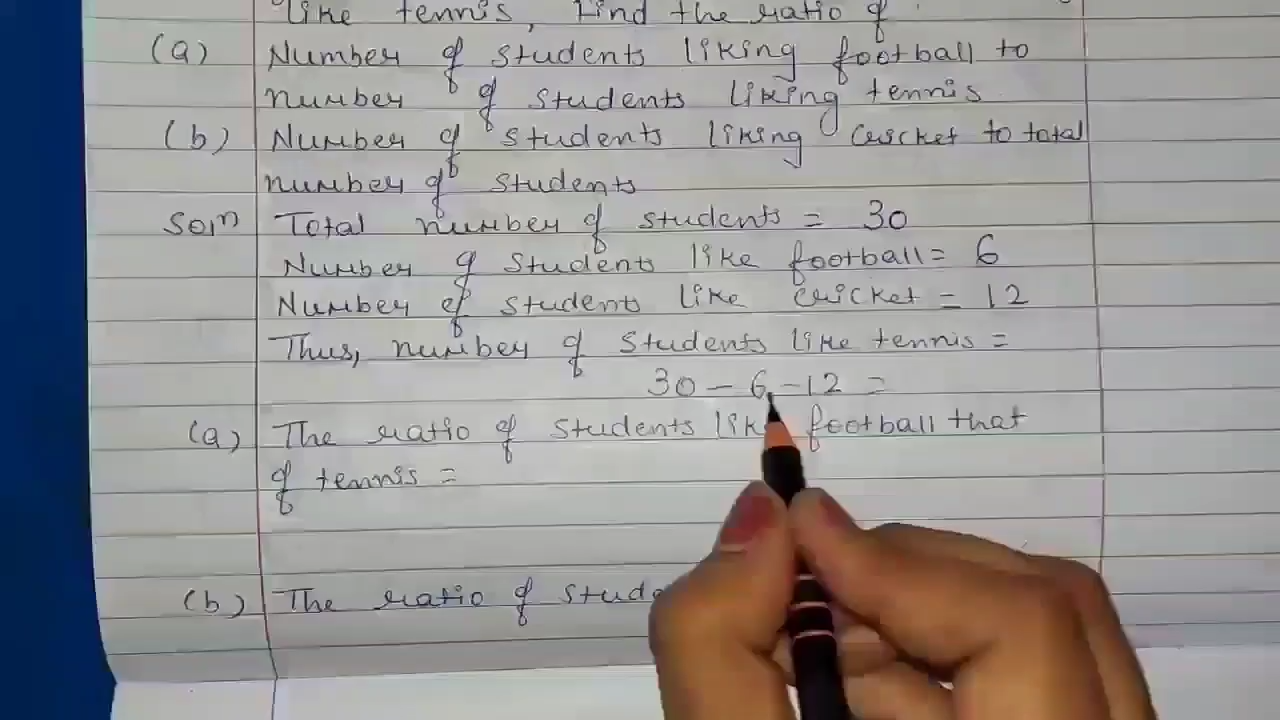 like tennis, Find the ratio of
(a) Number of students liking football to
number of students liking tennis
(b) Number of students liking cricket to total
number of students
Soln Total number of students = 30
Number of students like football = 6
Number of students like cricket = 12
Thus, number of students like tennis =
30 - 6 - 12 =
(a) The ratio of students like football that
of tennis =
(b) The ratio of stude